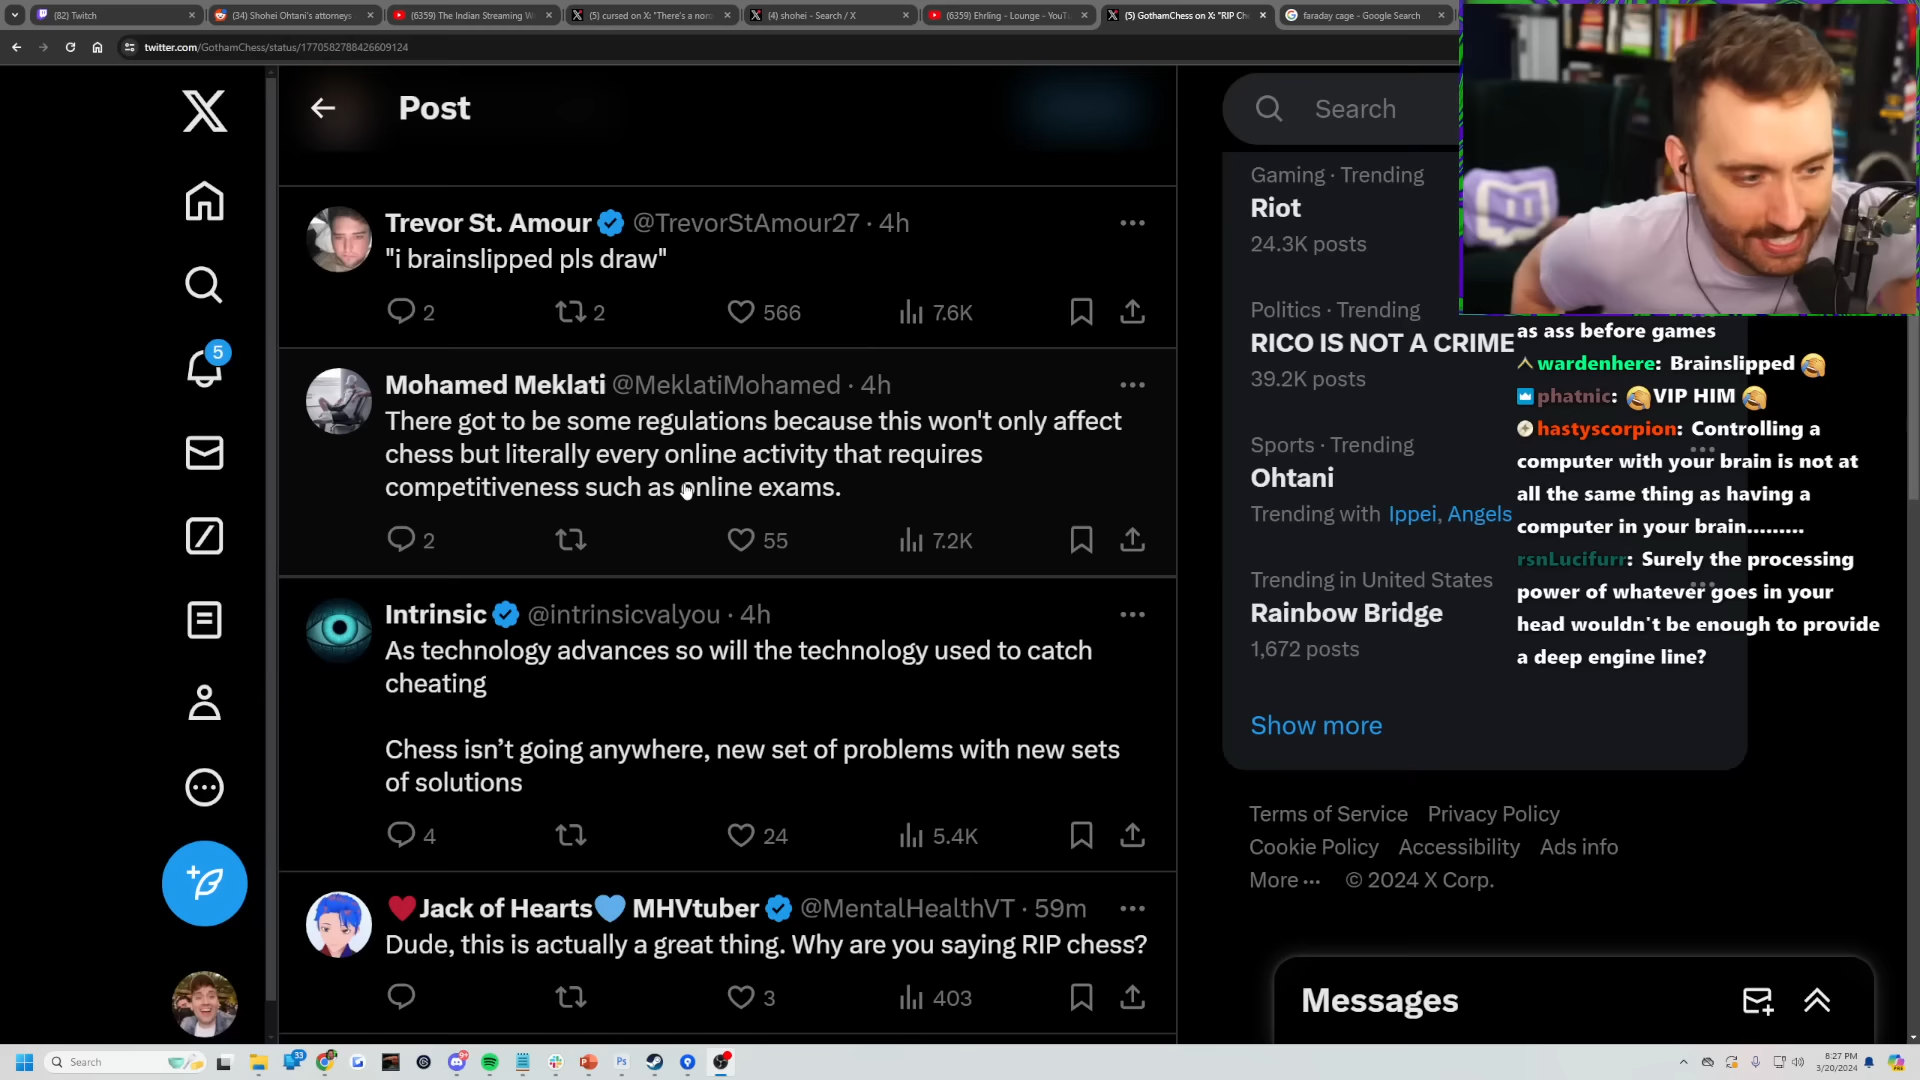 (82) Twitch
(34) Shohei Ohtani's attorneys
(6359) The Indian Streaming W
(5) cursed on X: "There's a non
(4) shohei - Search / X
(6359) Ehrling - Lounge - YouTu
(5) GothamChess on X: "RIP Ch
faraday cage - Google Search
twitter.com/GothamChess/status/1770582788426609124
Post
Search
Trevor St. Amour @TrevorStAmour27 · 4h
"i brainslipped pls draw"
2 2 566 7.6K
Mohamed Meklati @MeklatiMohamed · 4h
There got to be some regulations because this won't only affect
chess but literally every online activity that requires
competitiveness such as online exams.
2 55 7.2K
Intrinsic @intrinsicvalyou · 4h
As technology advances so will the technology used to catch
cheating
Chess isn’t going anywhere, new set of problems with new sets
of solutions
4 24 5.4K
Jack of Hearts MHVtuber @MentalHealthVT · 59m
Dude, this is actually a great thing. Why are you saying RIP chess?
3 403
5
Gaming · Trending
Riot
24.3K posts
Politics · Trending
RICO IS NOT A CRIME
39.2K posts
Sports · Trending
Ohtani
Trending with Ippei, Angels
Trending in United States
Rainbow Bridge
1,672 posts
Show more
Terms of Service Privacy Policy
Cookie Policy Accessibility Ads info
More ··· © 2024 X Corp.
Messages
as ass before games
wardenhere: Brainslipped
phatnic: VIP HIM
hastyscorpion: Controlling a
computer with your brain is not at
all the same thing as having a
computer in your brain.........
rsnLucifurr: Surely the processing
power of whatever goes in your
head wouldn't be enough to provide
a deep engine line?
Search
33
8:27 PM
3/20/2024